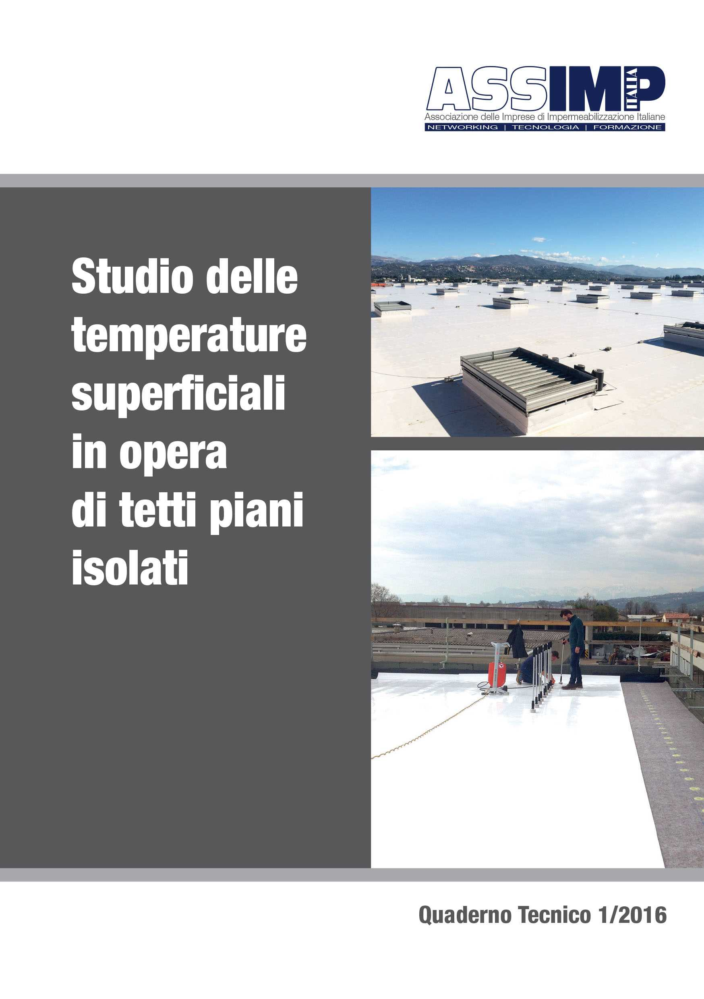 ASSIMP ITALIA
Associazione delle Imprese di Impermeabilizzazione Italiane
NETWORKING | TECNOLOGIA | FORMAZIONE
Studio delle
temperature
superficiali
in opera
di tetti piani
isolati
Quaderno Tecnico 1/2016